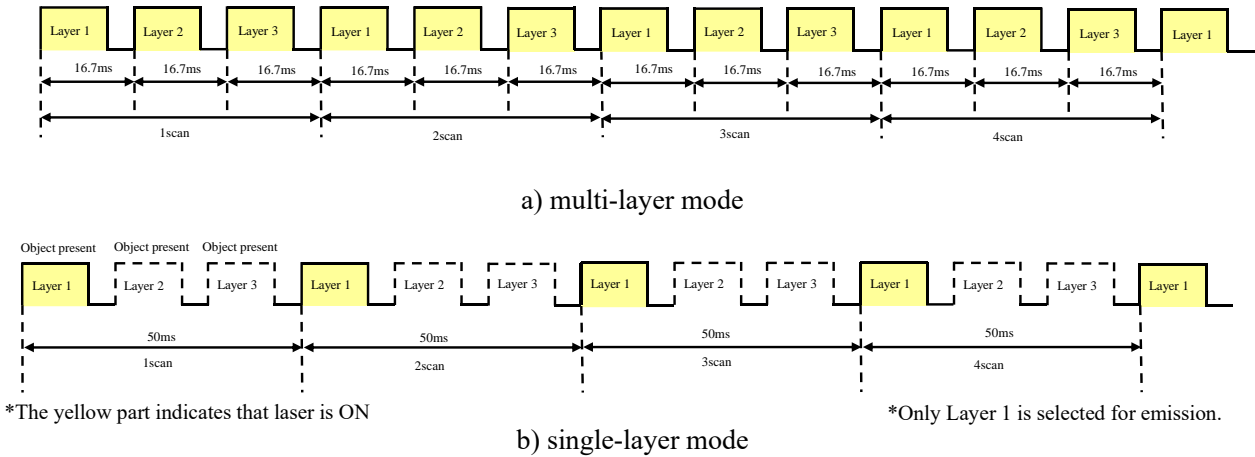 Layer 1 Layer 2 Layer 3 Layer 1 Layer 2 Layer 3 Layer 1 Layer 2 Layer 3 Layer 1 Layer 2 Layer 3 Layer 1
16.7ms 16.7ms 16.7ms 16.7ms 16.7ms 16.7ms 16.7ms 16.7ms 16.7ms 16.7ms 16.7ms 16.7ms
1scan 2scan 3scan 4scan
a) multi-layer mode
Object present Object present Object present
Layer 1 Layer 2 Layer 3 Layer 1 Layer 2 Layer 3 Layer 1 Layer 2 Layer 3 Layer 1 Layer 2 Layer 3 Layer 1
50ms 50ms 50ms 50ms
1scan 2scan 3scan 4scan
*The yellow part indicates that laser is ON *Only Layer 1 is selected for emission.
b) single-layer mode